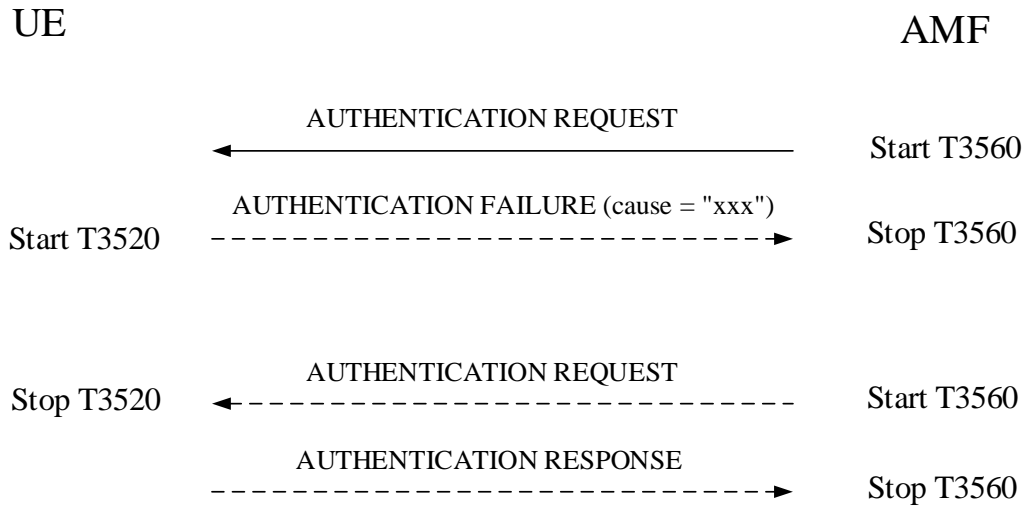 UE
AMF
AUTHENTICATION REQUEST
Start T3560
AUTHENTICATION FAILURE (cause = "xxx")
Start T3520
Stop T3560
AUTHENTICATION REQUEST
Stop T3520
Start T3560
AUTHENTICATION RESPONSE
Stop T3560